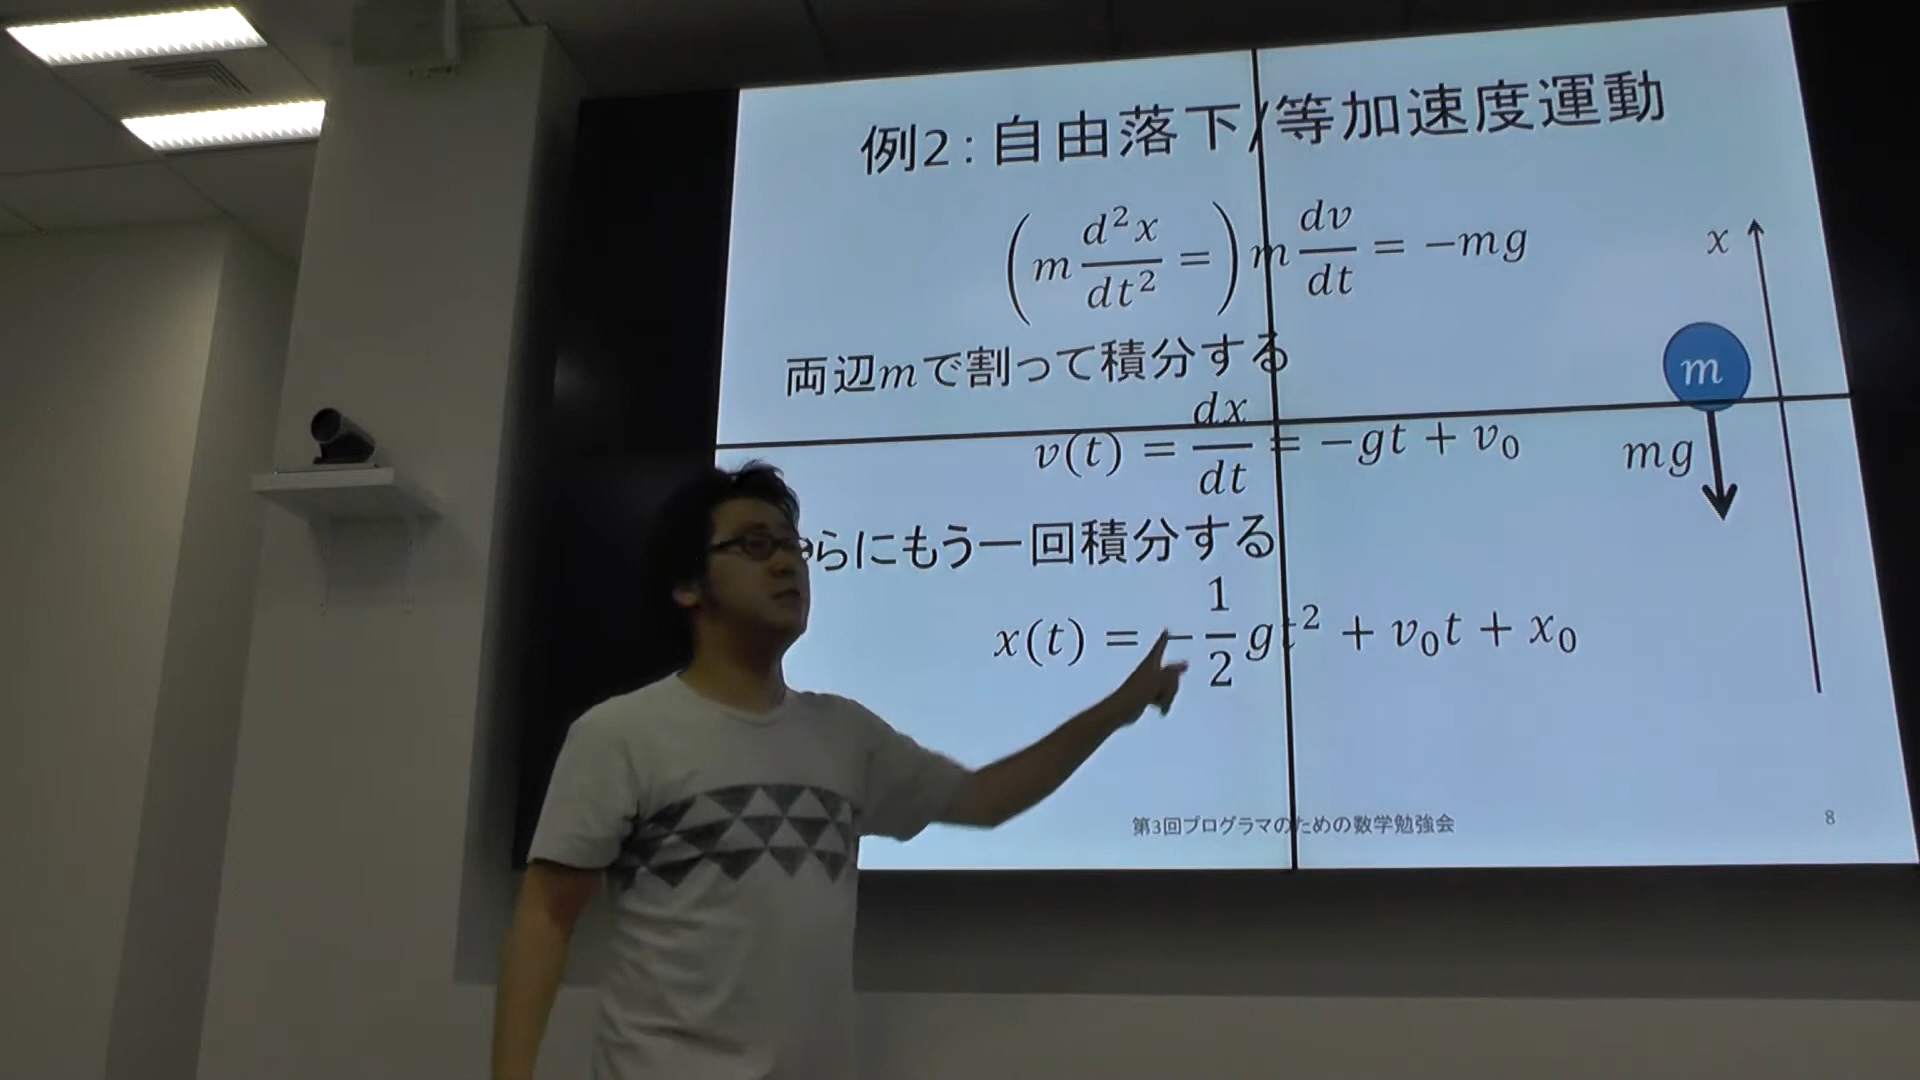 例2：自由落下/等加速度運動
(m d²x/dt² =) m dv/dt = −mg
x
両辺mで割って積分する
m
v(t) = dx/dt = −gt + v₀
mg
らにもう一回積分する
x(t) = −1/2 gt² + v₀t + x₀
第3回プログラマのための数学勉強会
8